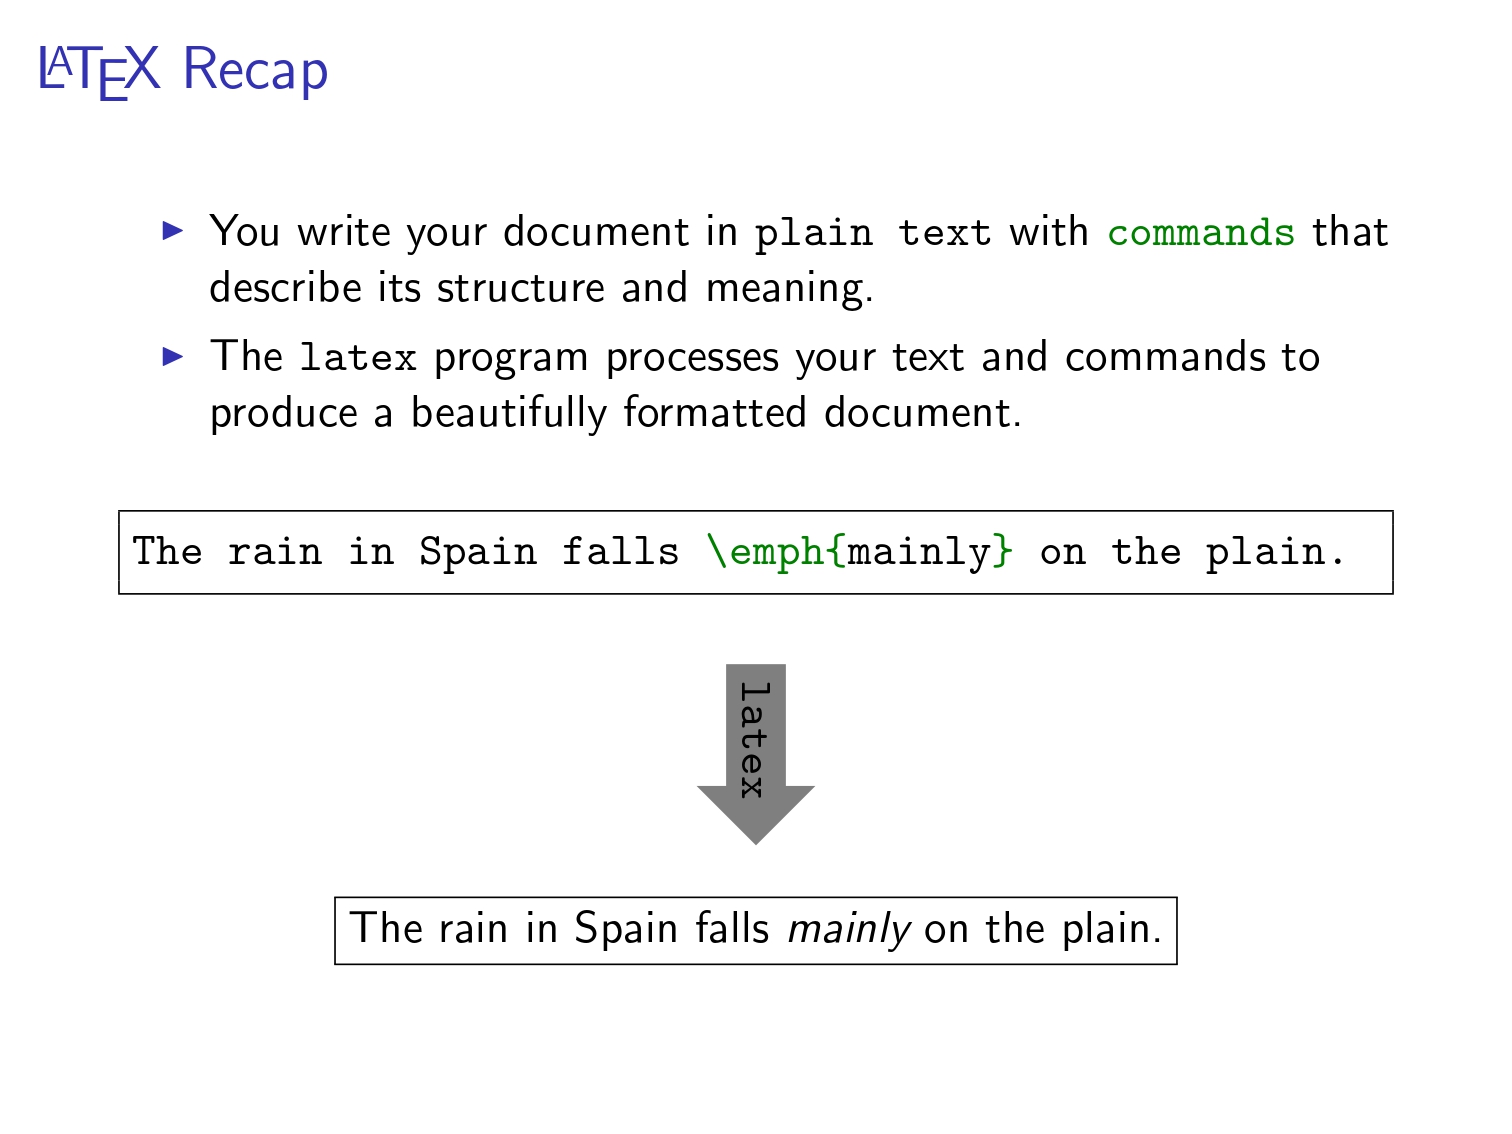 LATEX Recap
▶ You write your document in plain text with commands that
describe its structure and meaning.
▶ The latex program processes your text and commands to
produce a beautifully formatted document.
The rain in Spain falls \emph{mainly} on the plain.
latex
The rain in Spain falls mainly on the plain.